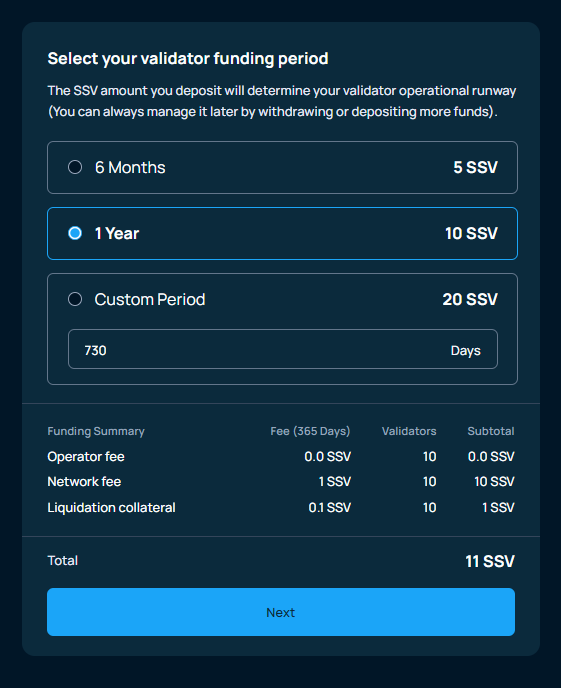 Select your validator funding period
The SSV amount you deposit will determine your validator operational runway
(You can always manage it later by withdrawing or depositing more funds).
6 Months 5 SSV
1 Year 10 SSV
Custom Period 20 SSV
730 Days
Funding Summary Fee (365 Days) Validators Subtotal
Operator fee 0.0 SSV 10 0.0 SSV
Network fee 1 SSV 10 10 SSV
Liquidation collateral 0.1 SSV 10 1 SSV
Total 11 SSV
Next